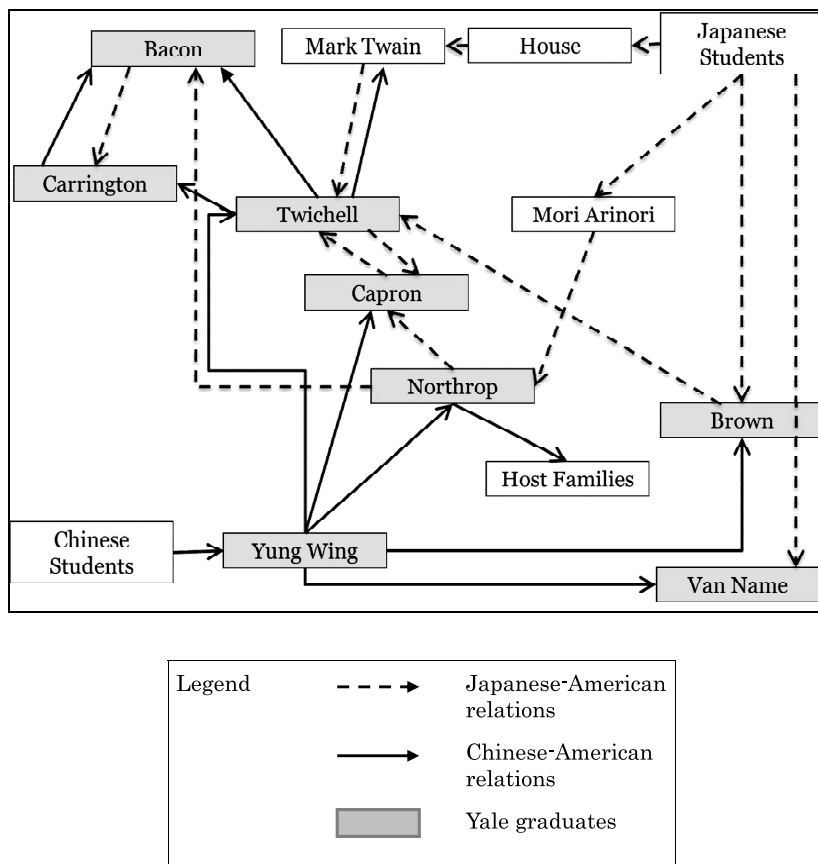 Bacon
Mark Twain
House
Japanese
Students
Carrington
Twichell
Mori Arinori
Capron
Northrop
Brown
Host Families
Chinese
Students
Yung Wing
Van Name
Legend
Japanese-American
relations
Chinese-American
relations
Yale graduates